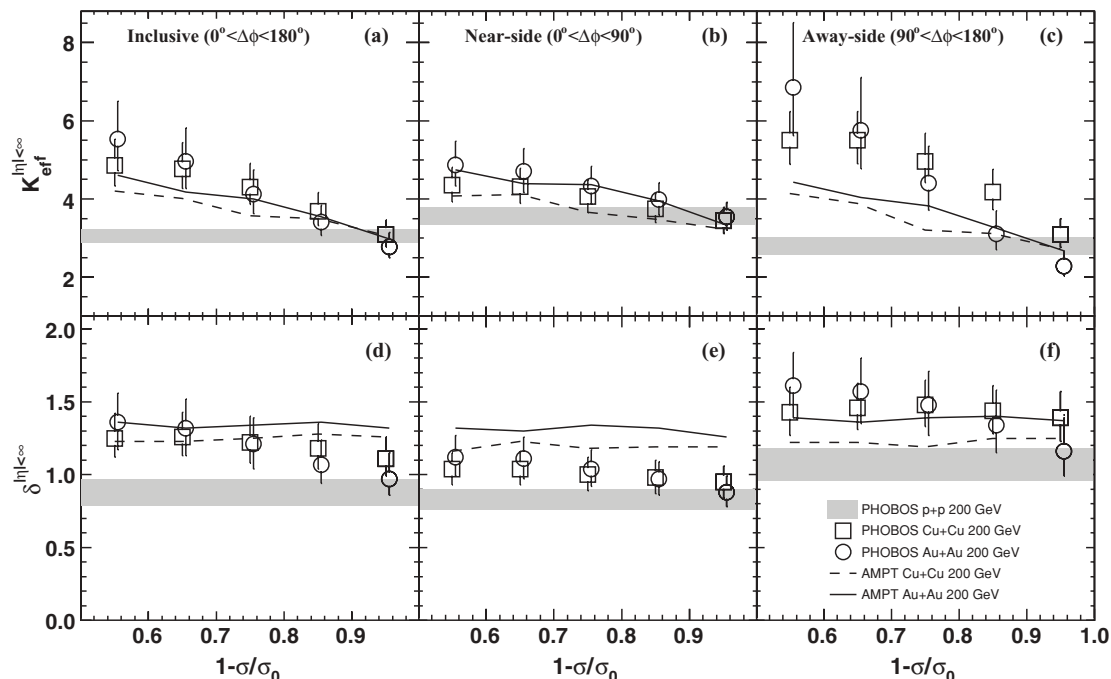 Inclusive (0°<Δϕ<180°) (a)
Near-side (0°<Δϕ<90°) (b)
Away-side (90°<Δϕ<180°) (c)
8
6
4
2
K_eff^|η|<∞
(d)
(e)
(f)
2.0
1.5
1.0
0.5
0.0
δ^|η|<∞
PHOBOS p+p 200 GeV
PHOBOS Cu+Cu 200 GeV
PHOBOS Au+Au 200 GeV
AMPT Cu+Cu 200 GeV
AMPT Au+Au 200 GeV
0.6 0.7 0.8 0.9
0.6 0.7 0.8 0.9
0.6 0.7 0.8 0.9 1.0
1-σ/σ₀
1-σ/σ₀
1-σ/σ₀